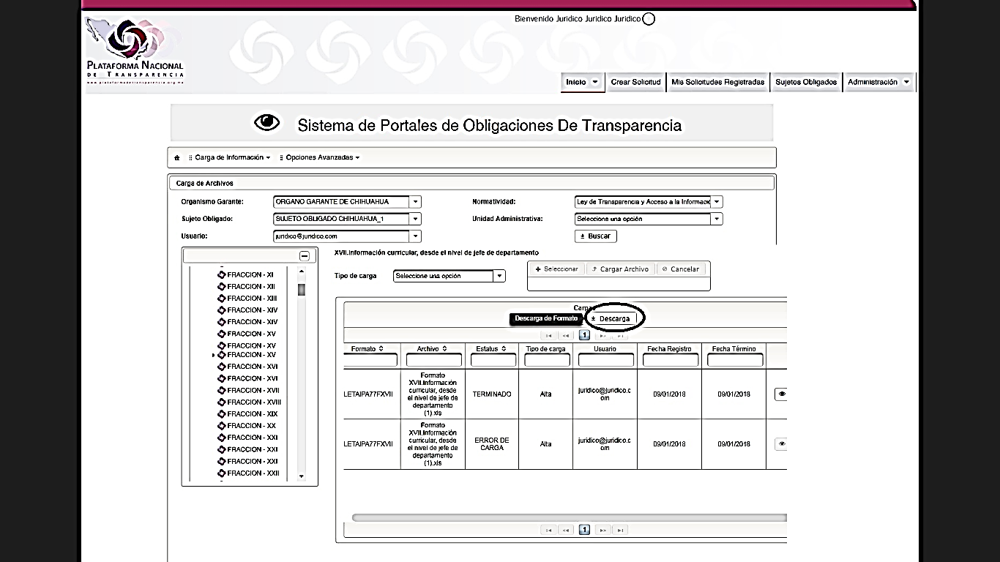 Bienvenido Juridico Juridico Juridico
PLATAFORMA NACIONAL
DE TRANSPARENCIA
www.plataformadetransparencia.org.mx
Inicio
Crear Solicitud
Mis Solicitudes Registradas
Sujetos Obligados
Administración
Sistema de Portales de Obligaciones De Transparencia
Carga de Información
Opciones Avanzadas
Carga de Archivos
Organismo Garante:
ORGANO GARANTE DE CHIHUAHUA
Normatividad:
Ley de Transparencia y Acceso a la Informac
Sujeto Obligado:
SUJETO OBLIGADO CHIHUAHUA_1
Unidad Administrativa:
Seleccione una opción
Usuario:
juridico@juridico.com
Buscar
FRACCION - XI
FRACCION - XII
FRACCION - XIII
FRACCION - XIV
FRACCION - XIV
FRACCION - XV
FRACCION - XV
FRACCION - XV
FRACCION - XVI
FRACCION - XVI
FRACCION - XVII
FRACCION - XVIII
FRACCION - XIX
FRACCION - XX
FRACCION - XXI
FRACCION - XXI
FRACCION - XXI
FRACCION - XXII
XVII.Información curricular, desde el nivel de jefe de departamento
Tipo de carga
Seleccione una opción
Seleccionar
Cargar Archivo
Cancelar
Descarga de Formato
Descarga
1
Formato
Archivo
Estatus
Tipo de carga
Usuario
Fecha Registro
Fecha Término
LETAIPA77FXVII
Formato
XVII.Información
curricular, desde
el nivel de jefe de
departamento
(1).xls
TERMINADO
Alta
juridico@juridico.c
om
09/01/2018
09/01/2018
LETAIPA77FXVII
Formato
XVII.Información
curricular, desde
el nivel de jefe de
departamento
(1).xls
ERROR DE
CARGA
Alta
juridico@juridico.c
om
09/01/2018
09/01/2018
1